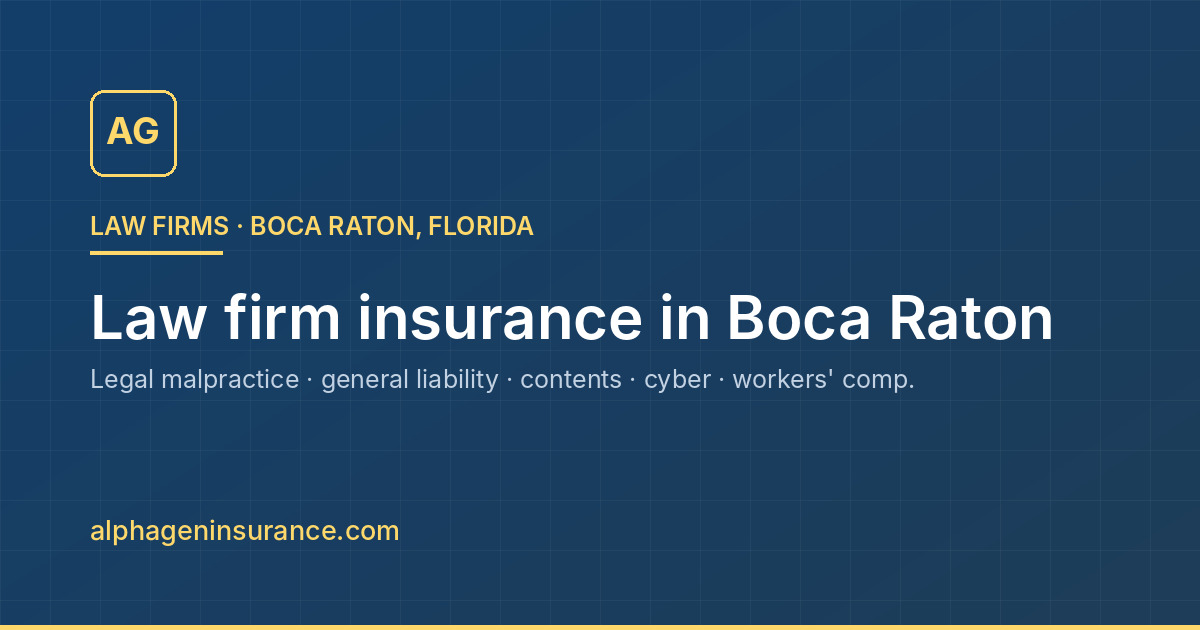 AG
LAW FIRMS · BOCA RATON, FLORIDA
Law firm insurance in Boca Raton
Legal malpractice · general liability · contents · cyber · workers' comp.
alphageninsurance.com